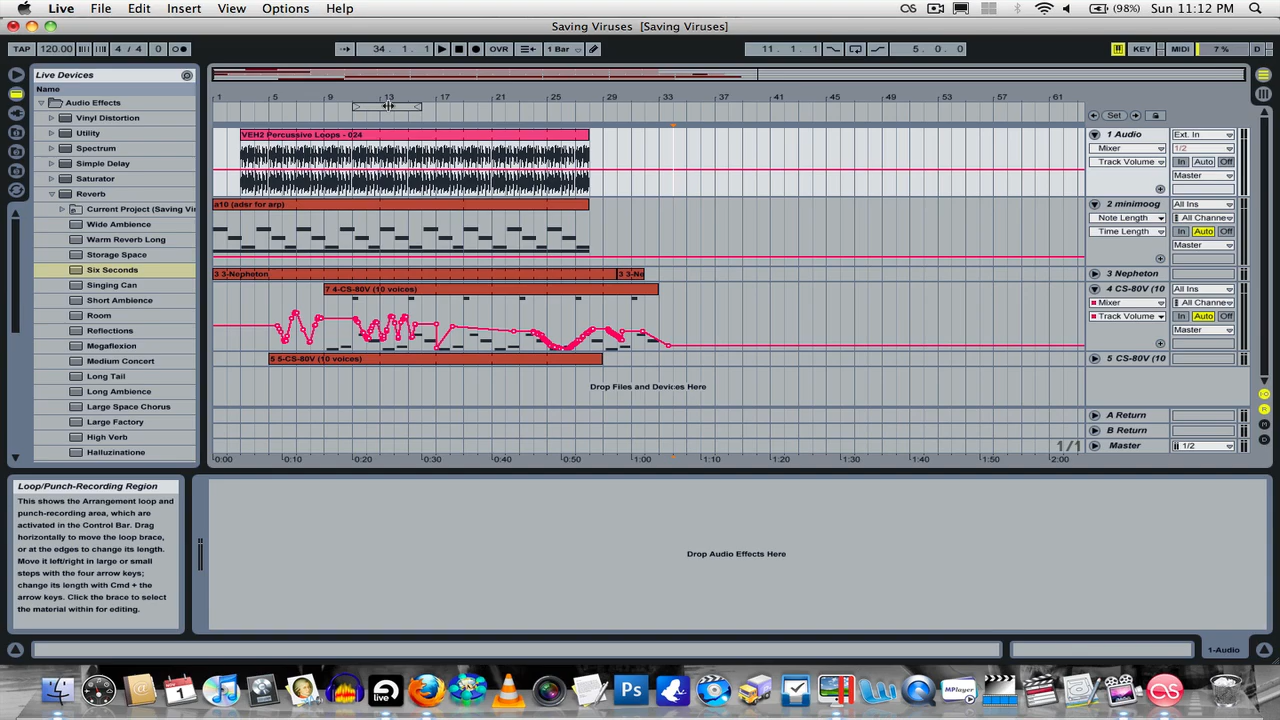 Live File Edit Create Insert View Options Help (98%) Sun 11:12 PM
Saving Viruses [Saving Viruses]
TAP 120.00 4 / 4 0 34. 1. 1 OVR 1 Bar 11. 1. 1 5. 0. 0 KEY MIDI 7 % D
Live Devices
Name
Audio Effects
Vinyl Distortion
Utility
Spectrum
Simple Delay
Saturator
Reverb
Current Project (Saving Vir
Wide Ambience
Warm Reverb Long
Storage Space
Six Seconds
Singing Can
Short Ambience
Room
Reflections
Megaflexion
Medium Concert
Long Tail
Long Ambience
Large Space Chorus
Large Factory
High Verb
Halluzinatione
1 5 9 13 17 21 25 29 33 37 41 45 49 53 57 61
Set
VEH2 Percussive Loops - 024
1 Audio Ext. In
Mixer 1/2
Track Volume In Auto Off
Master
a10 (adsr for arp)
2 minimoog All Ins
Note Length All Channe
Time Length In Auto Off
Master
3 3-Nepheton 3 3-Ne
3 Nepheton
7 4-CS-80V (10 voices)
4 CS-80V (10 All Ins
Mixer All Channe
Track Volume In Auto Off
Master
5 5-CS-80V (10 voices)
5 CS-80V (10
Drop Files and Devices Here
A Return
B Return
1/1
Master 1/2
0:00 0:10 0:20 0:30 0:40 0:50 1:00 1:10 1:20 1:30 1:40 1:50 2:00
Loop/Punch-Recording Region
This shows the Arrangement loop and
punch-recording area, which are
activated in the Control Bar. Drag
horizontally to move the loop brace,
or at the edges to change its length.
Move it left/right in large or small
steps with the four arrow keys;
change its length with Cmd + the
arrow keys. Click the brace to select
the material within for editing.
Drop Audio Effects Here
1-Audio
1
live
Ps
MPlayer